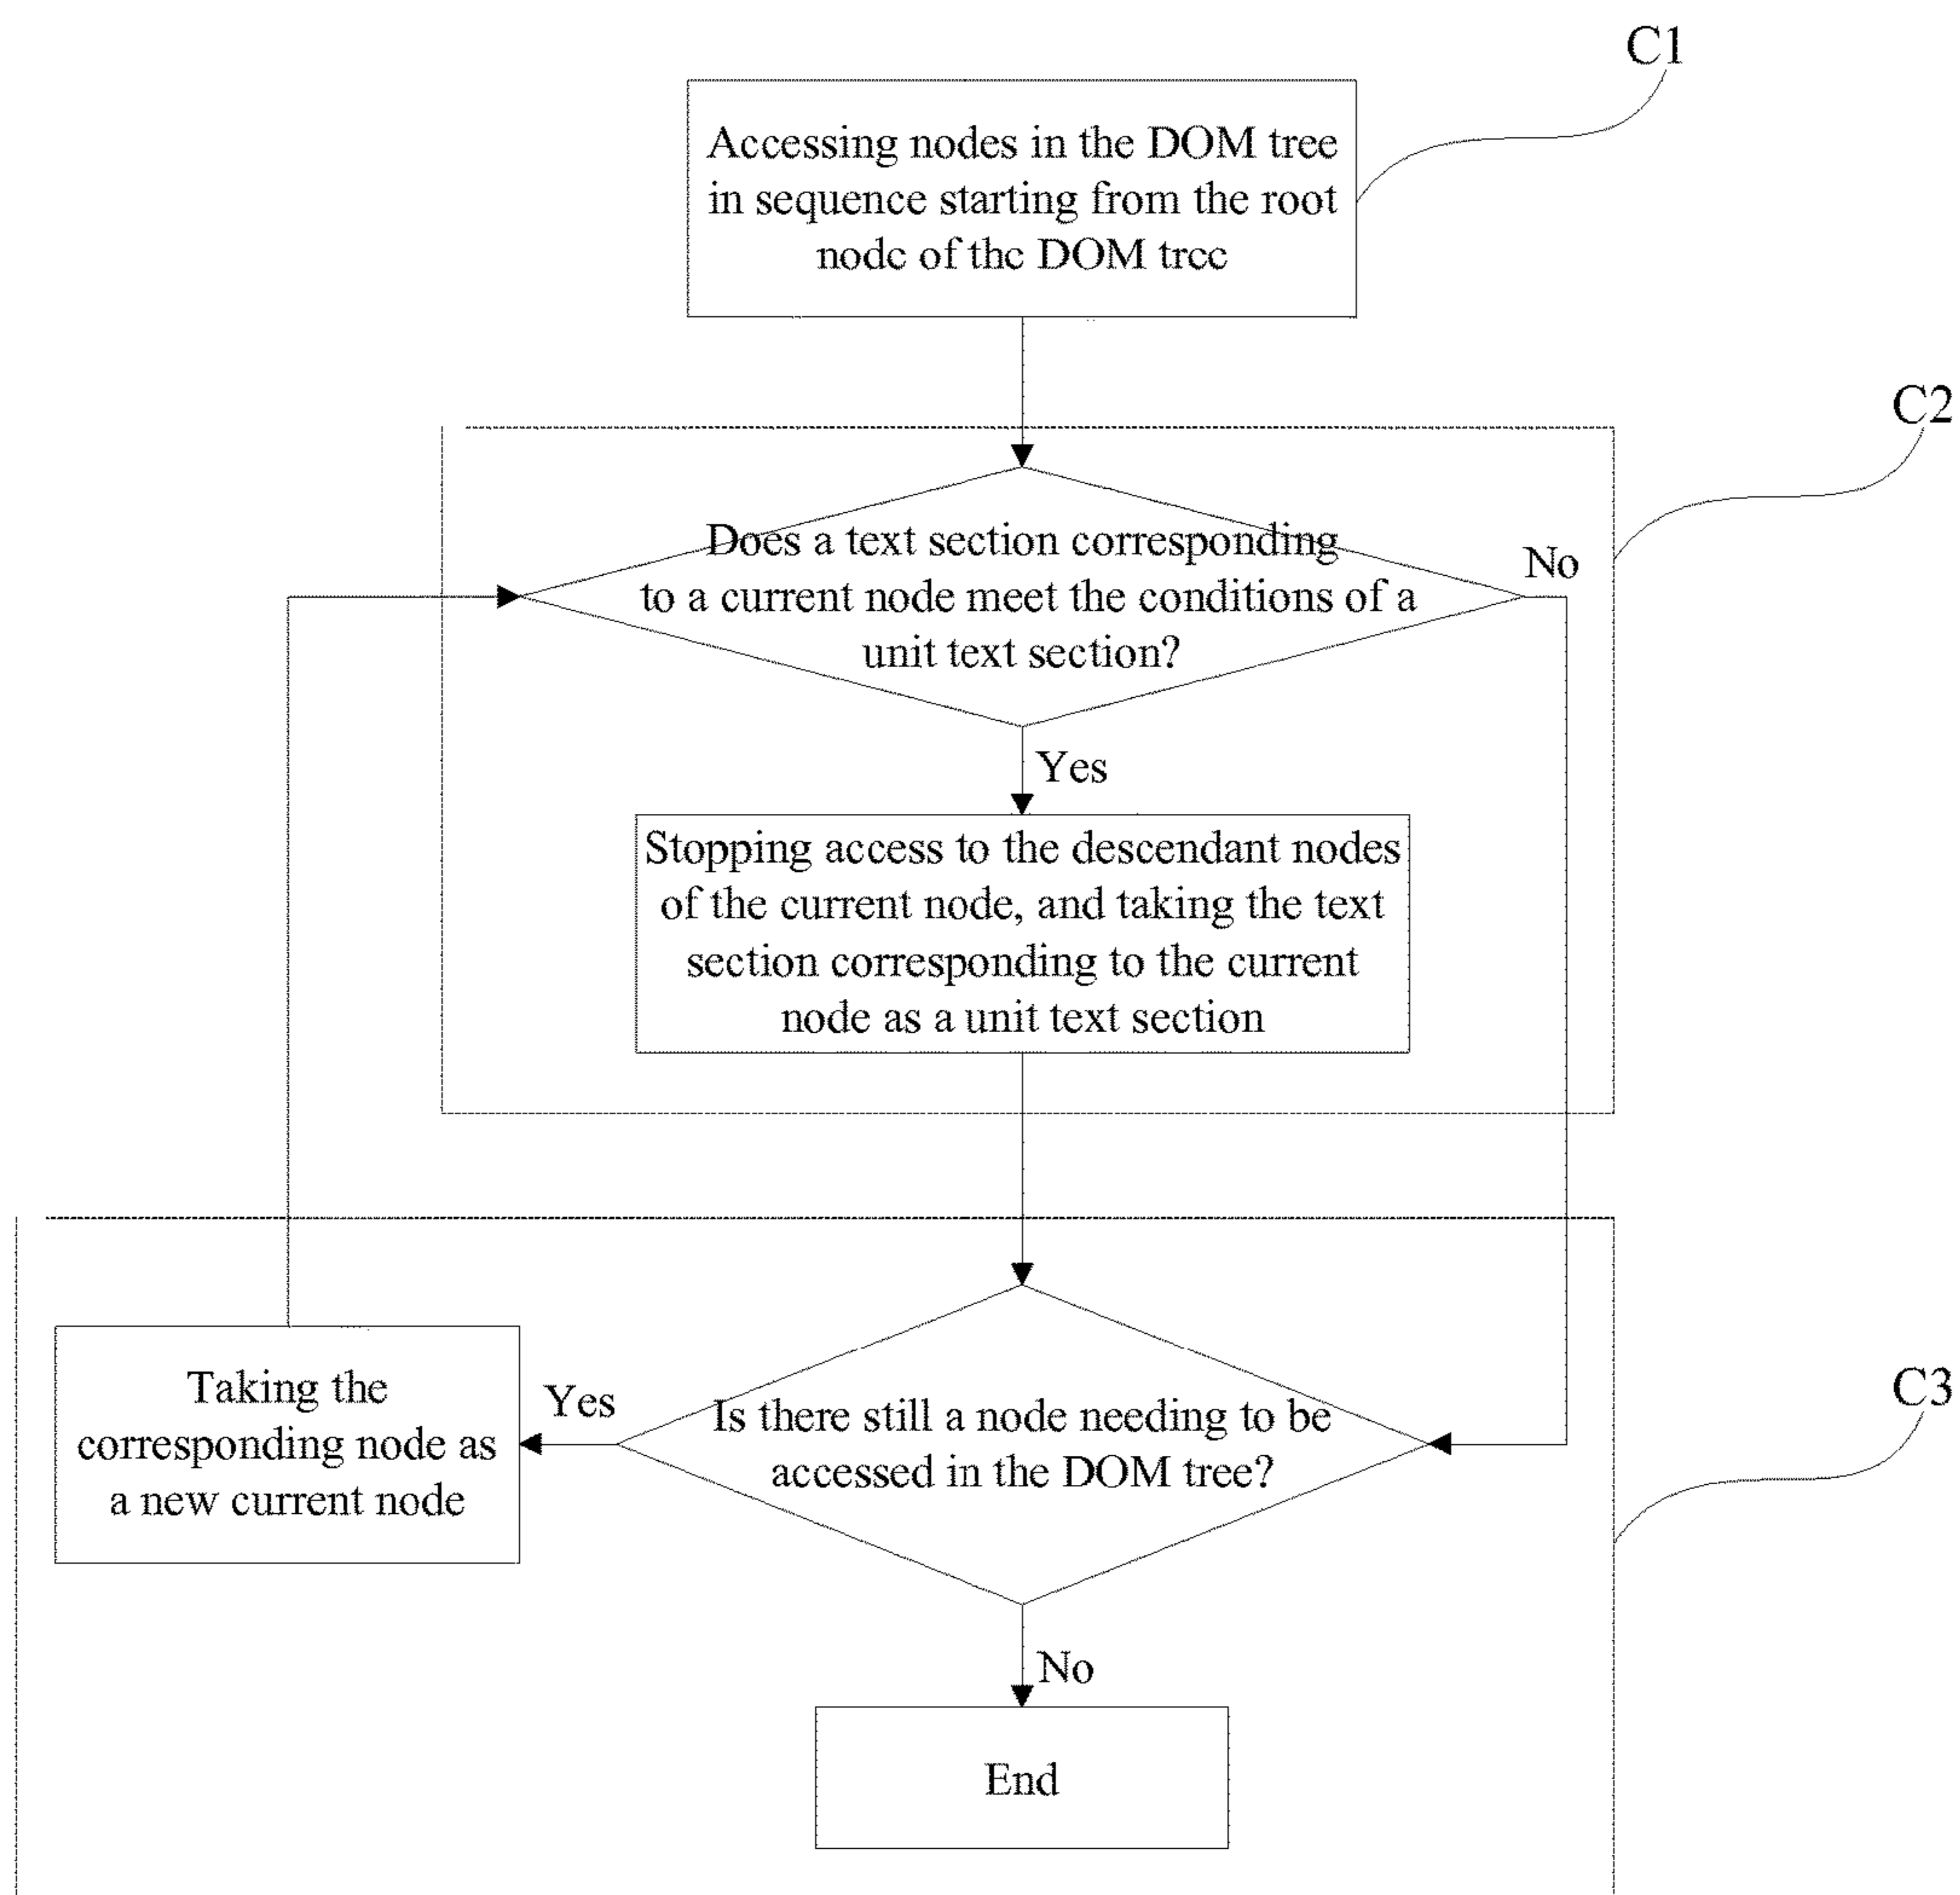 C1
Accessing nodes in the DOM tree
in sequence starting from the root
node of the DOM tree
C2
Does a text section corresponding
to a current node meet the conditions of a
unit text section?
No
Yes
Stopping access to the descendant nodes
of the current node, and taking the text
section corresponding to the current
node as a unit text section
C3
Taking the
corresponding node as
a new current node
Yes
Is there still a node needing to be
accessed in the DOM tree?
No
End